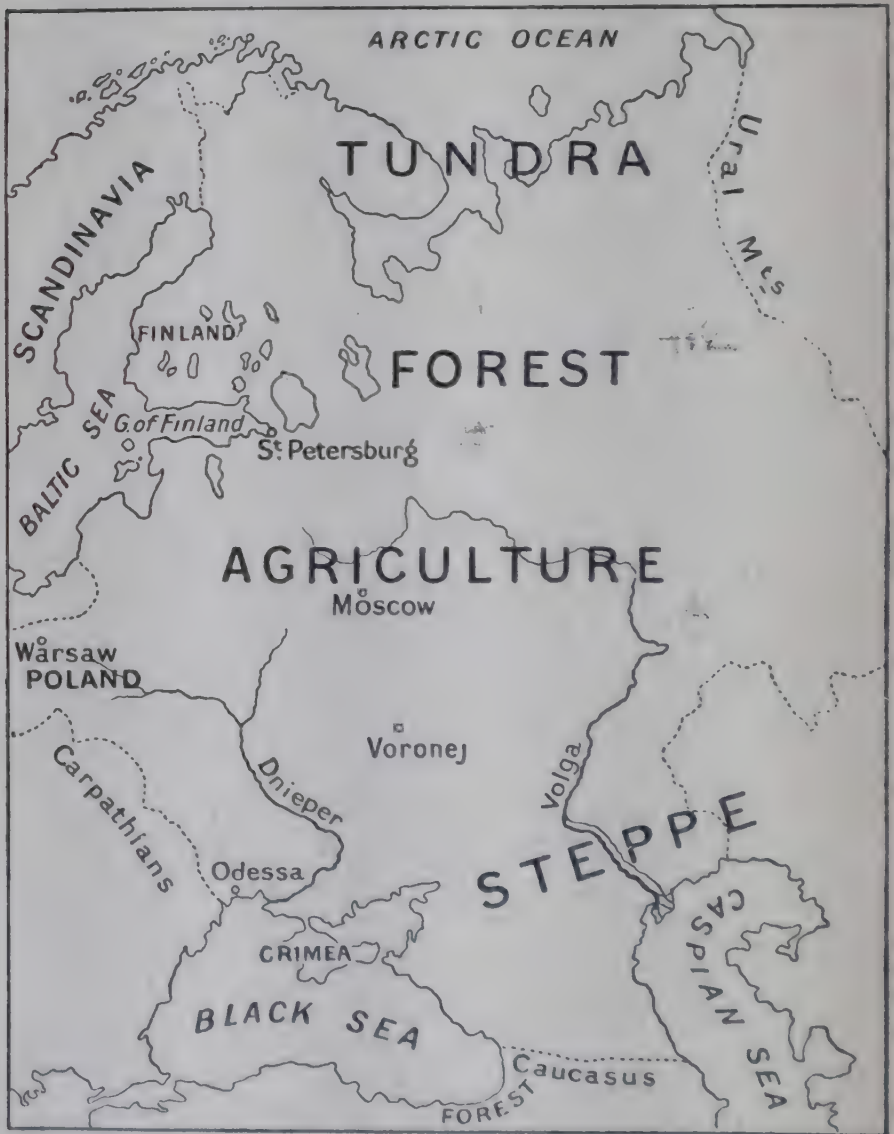 ARCTIC OCEAN
TUNDRA
Ural Mts
SCANDINAVIA
FINLAND
FOREST
G. of Finland
St. Petersburg
BALTIC SEA
AGRICULTURE
Moscow
Warsaw
POLAND
Voronej
Volga
Dnieper
Carpathians
STEPPE
Odessa
CRIMEA
CASPIAN SEA
BLACK SEA
Caucasus
FOREST